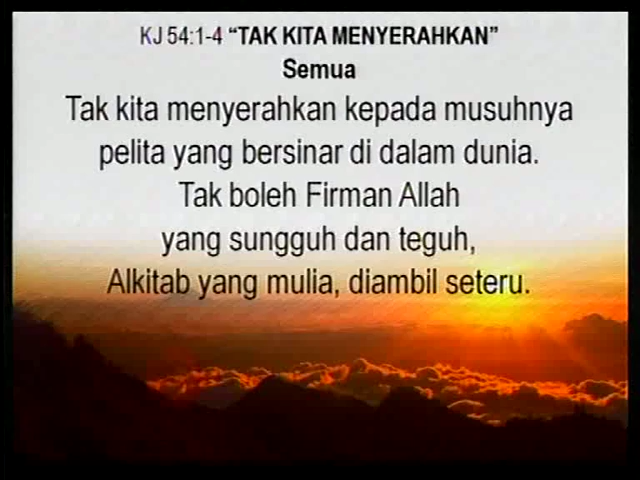 KJ 54:1-4 “TAK KITA MENYERAHKAN”
Semua
Tak kita menyerahkan kepada musuhnya
pelita yang bersinar di dalam dunia.
Tak boleh Firman Allah
yang sungguh dan teguh,
Alkitab yang mulia, diambil seteru.